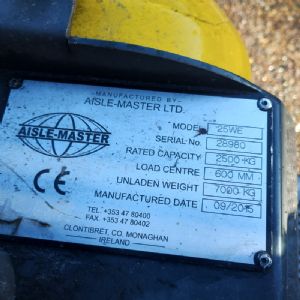 MANUFACTURED BY
AISLE-MASTER LTD.
AISLE-MASTER
CE
MODEL 25WE
SERIAL No. 28980
RATED CAPACITY 2500 KG
LOAD CENTRE 600 MM
UNLADEN WEIGHT 7000 KG
MANUFACTURED DATE 09/2015
TEL. +353 47 80400
FAX. +353 47 80402
CLONTIBRET, CO. MONAGHAN
IRELAND